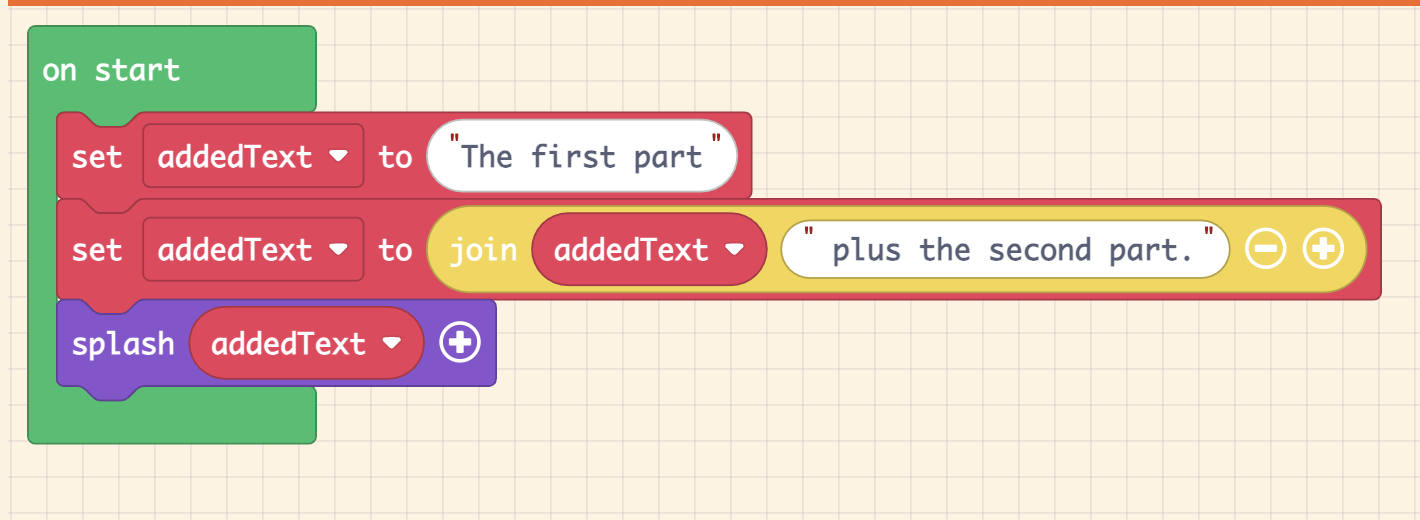 on start
set addedText to "The first part"
set addedText to join addedText " plus the second part."
splash addedText